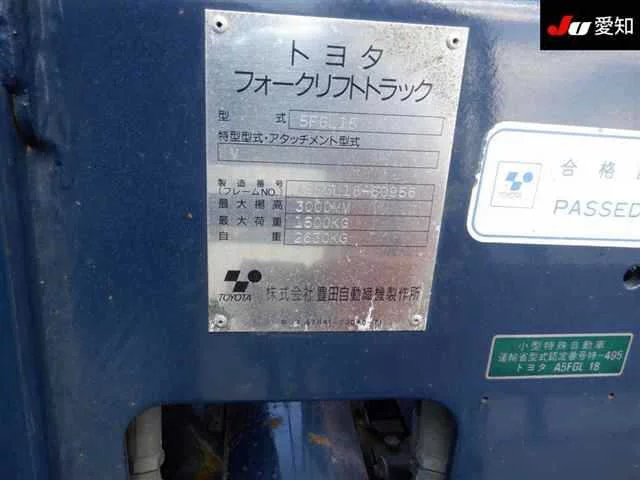 JU愛知
トヨタ
フォークリフトトラック
型式 5FGL15
特型型式・アタッチメント型式
V
製造番号
(フレームNO.)
最大揚高 3000MM
最大荷重 1500KG
自重 2630KG
TOYOTA 株式会社 豊田自動織機製作所
合格
TOYOTA PASSED
小型特殊自動車
運輸省型式認定番号特-495
トヨタ A5FGL 18